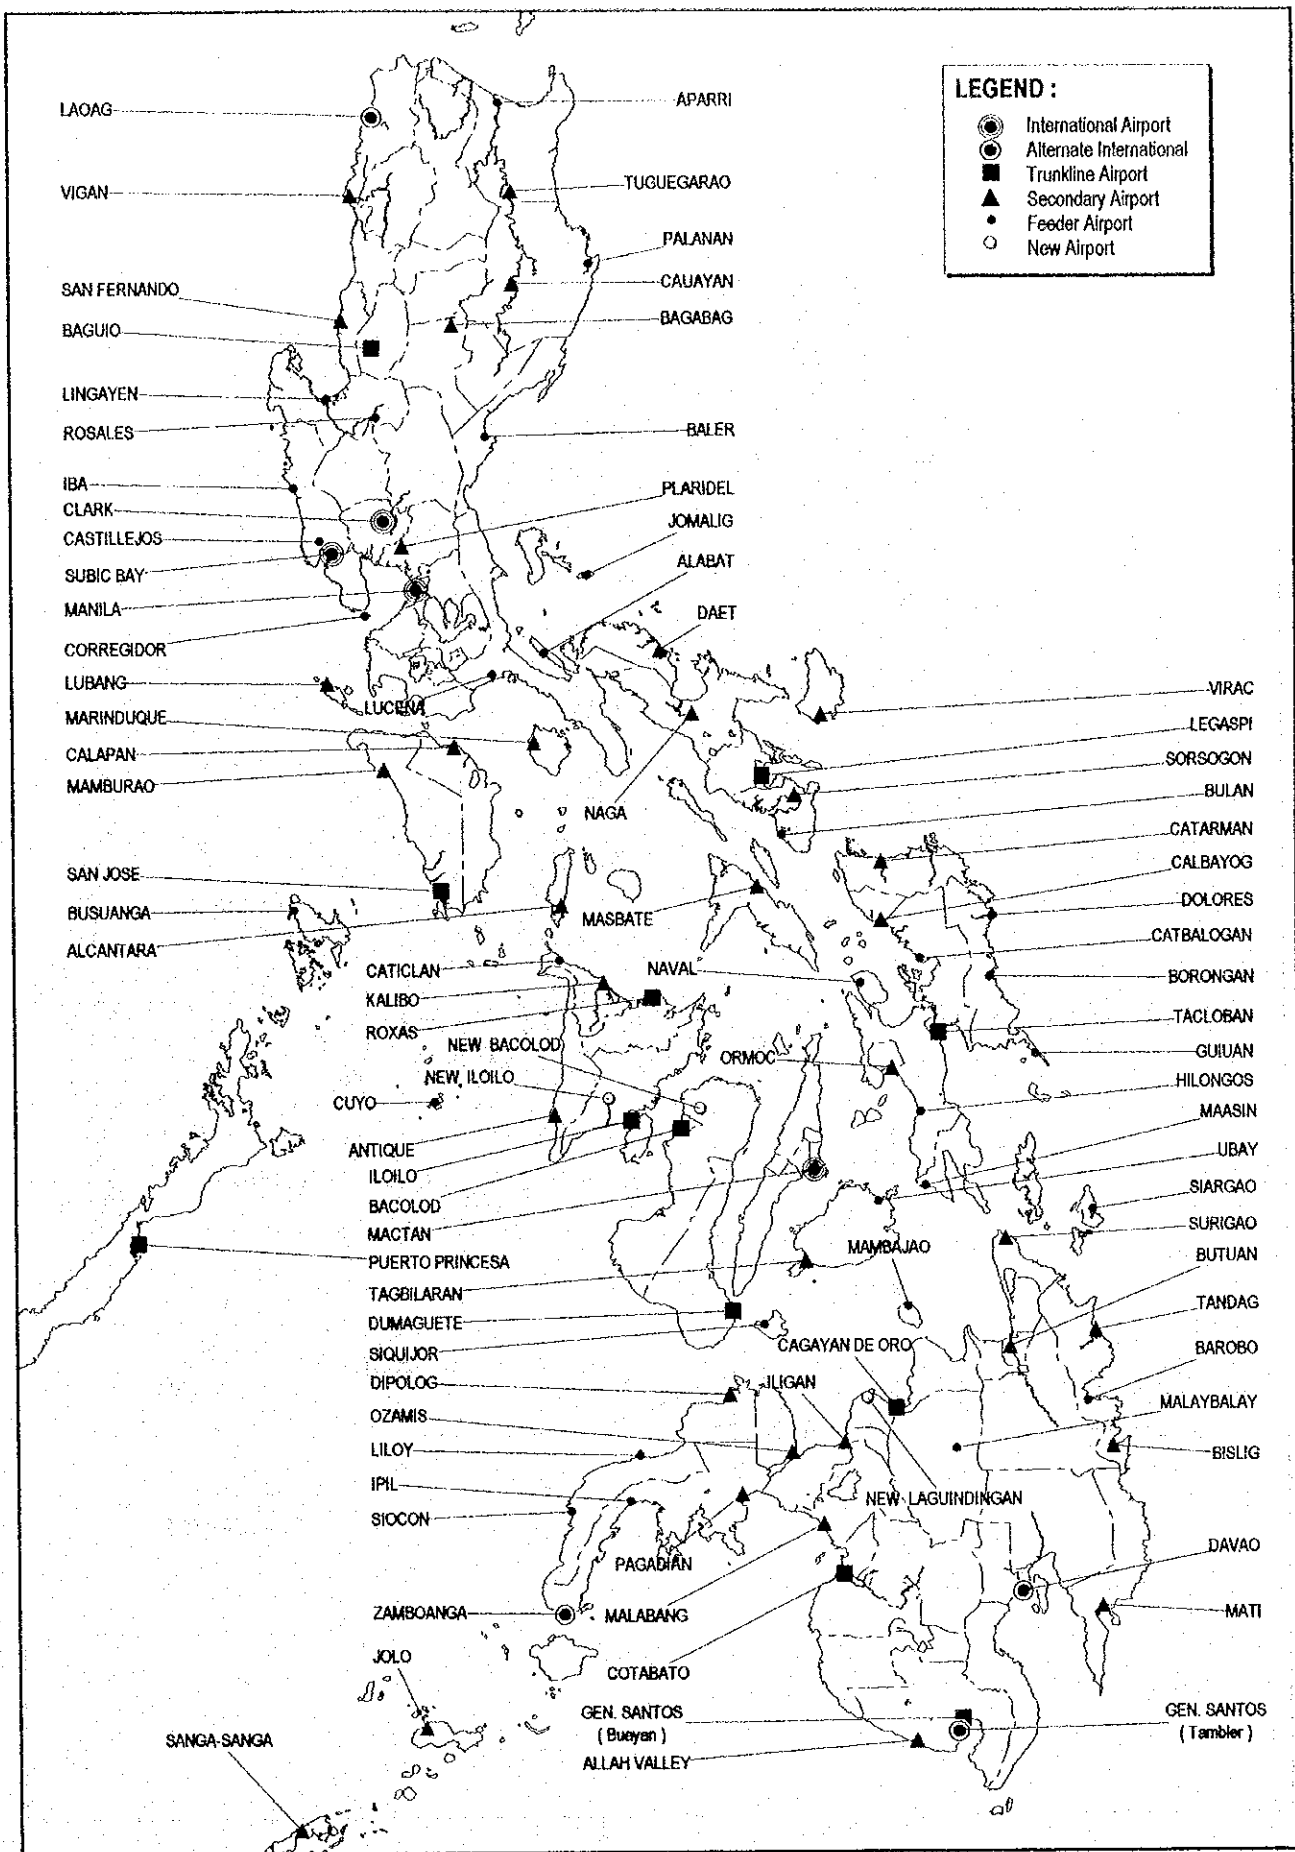 LEGEND :
International Airport
Alternate International
Trunkline Airport
Secondary Airport
Feeder Airport
New Airport
LAOAG
APARRI
VIGAN
TUGUEGARAO
PALANAN
SAN FERNANDO
CAUAYAN
BAGUIO
BAGABAG
LINGAYEN
ROSALES
BALER
IBA
PLARIDEL
CLARK
JOMALIG
CASTILLEJOS
ALABAT
SUBIC BAY
MANILA
DAET
CORREGIDOR
LUBANG
VIRAC
LUCENA
MARINDUQUE
LEGASPI
CALAPAN
SORSOGON
MAMBURAO
BULAN
NAGA
CATARMAN
CALBAYOG
SAN JOSE
DOLORES
BUSUANGA
MASBATE
CATBALOGAN
ALCANTARA
CATICLAN
NAVAL
BORONGAN
KALIBO
TACLOBAN
ROXAS
NEW BACOLOD
ORMOC
GUIUAN
NEW ILOILO
HILONGOS
CUYO
MAASIN
ANTIQUE
UBAY
ILOILO
SIARGAO
BACOLOD
SURIGAO
MACTAN
MAMBAJAO
BUTUAN
PUERTO PRINCESA
TAGBILARAN
TANDAG
DUMAGUETE
CAGAYAN DE ORO
BAROBO
SIQUIJOR
DIPOLOG
ILIGAN
MALAYBALAY
OZAMIS
LILOY
BISLIG
IPIL
NEW LAGUINDINGAN
SIOCON
DAVAO
PAGADIAN
ZAMBOANGA
MALABANG
MATI
JOLO
COTABATO
GEN. SANTOS
( Buayan )
GEN. SANTOS
( Tambler )
SANGA-SANGA
ALLAH VALLEY